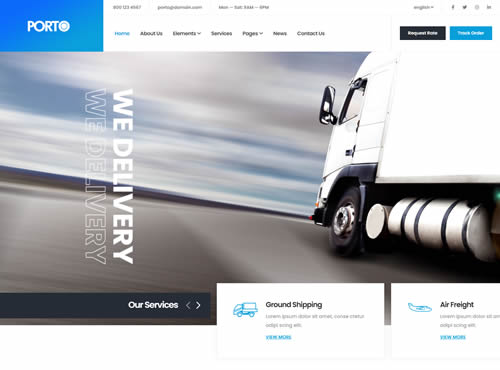 PORTO
800 123 4567
porto@domain.com
Mon — Sat: 9AM — 6PM
english
Home
About Us
Elements
Services
Pages
News
Contact Us
Request Rate
Track Order
WE DELIVERY
WE DELIVERY
Our Services
Ground Shipping
Lorem ipsum dolor sit amet, conse ctetur
adipi scing elit.
VIEW MORE
Air Freight
Lorem ipsum dolor sit am
adipi scing elit.
VIEW MORE